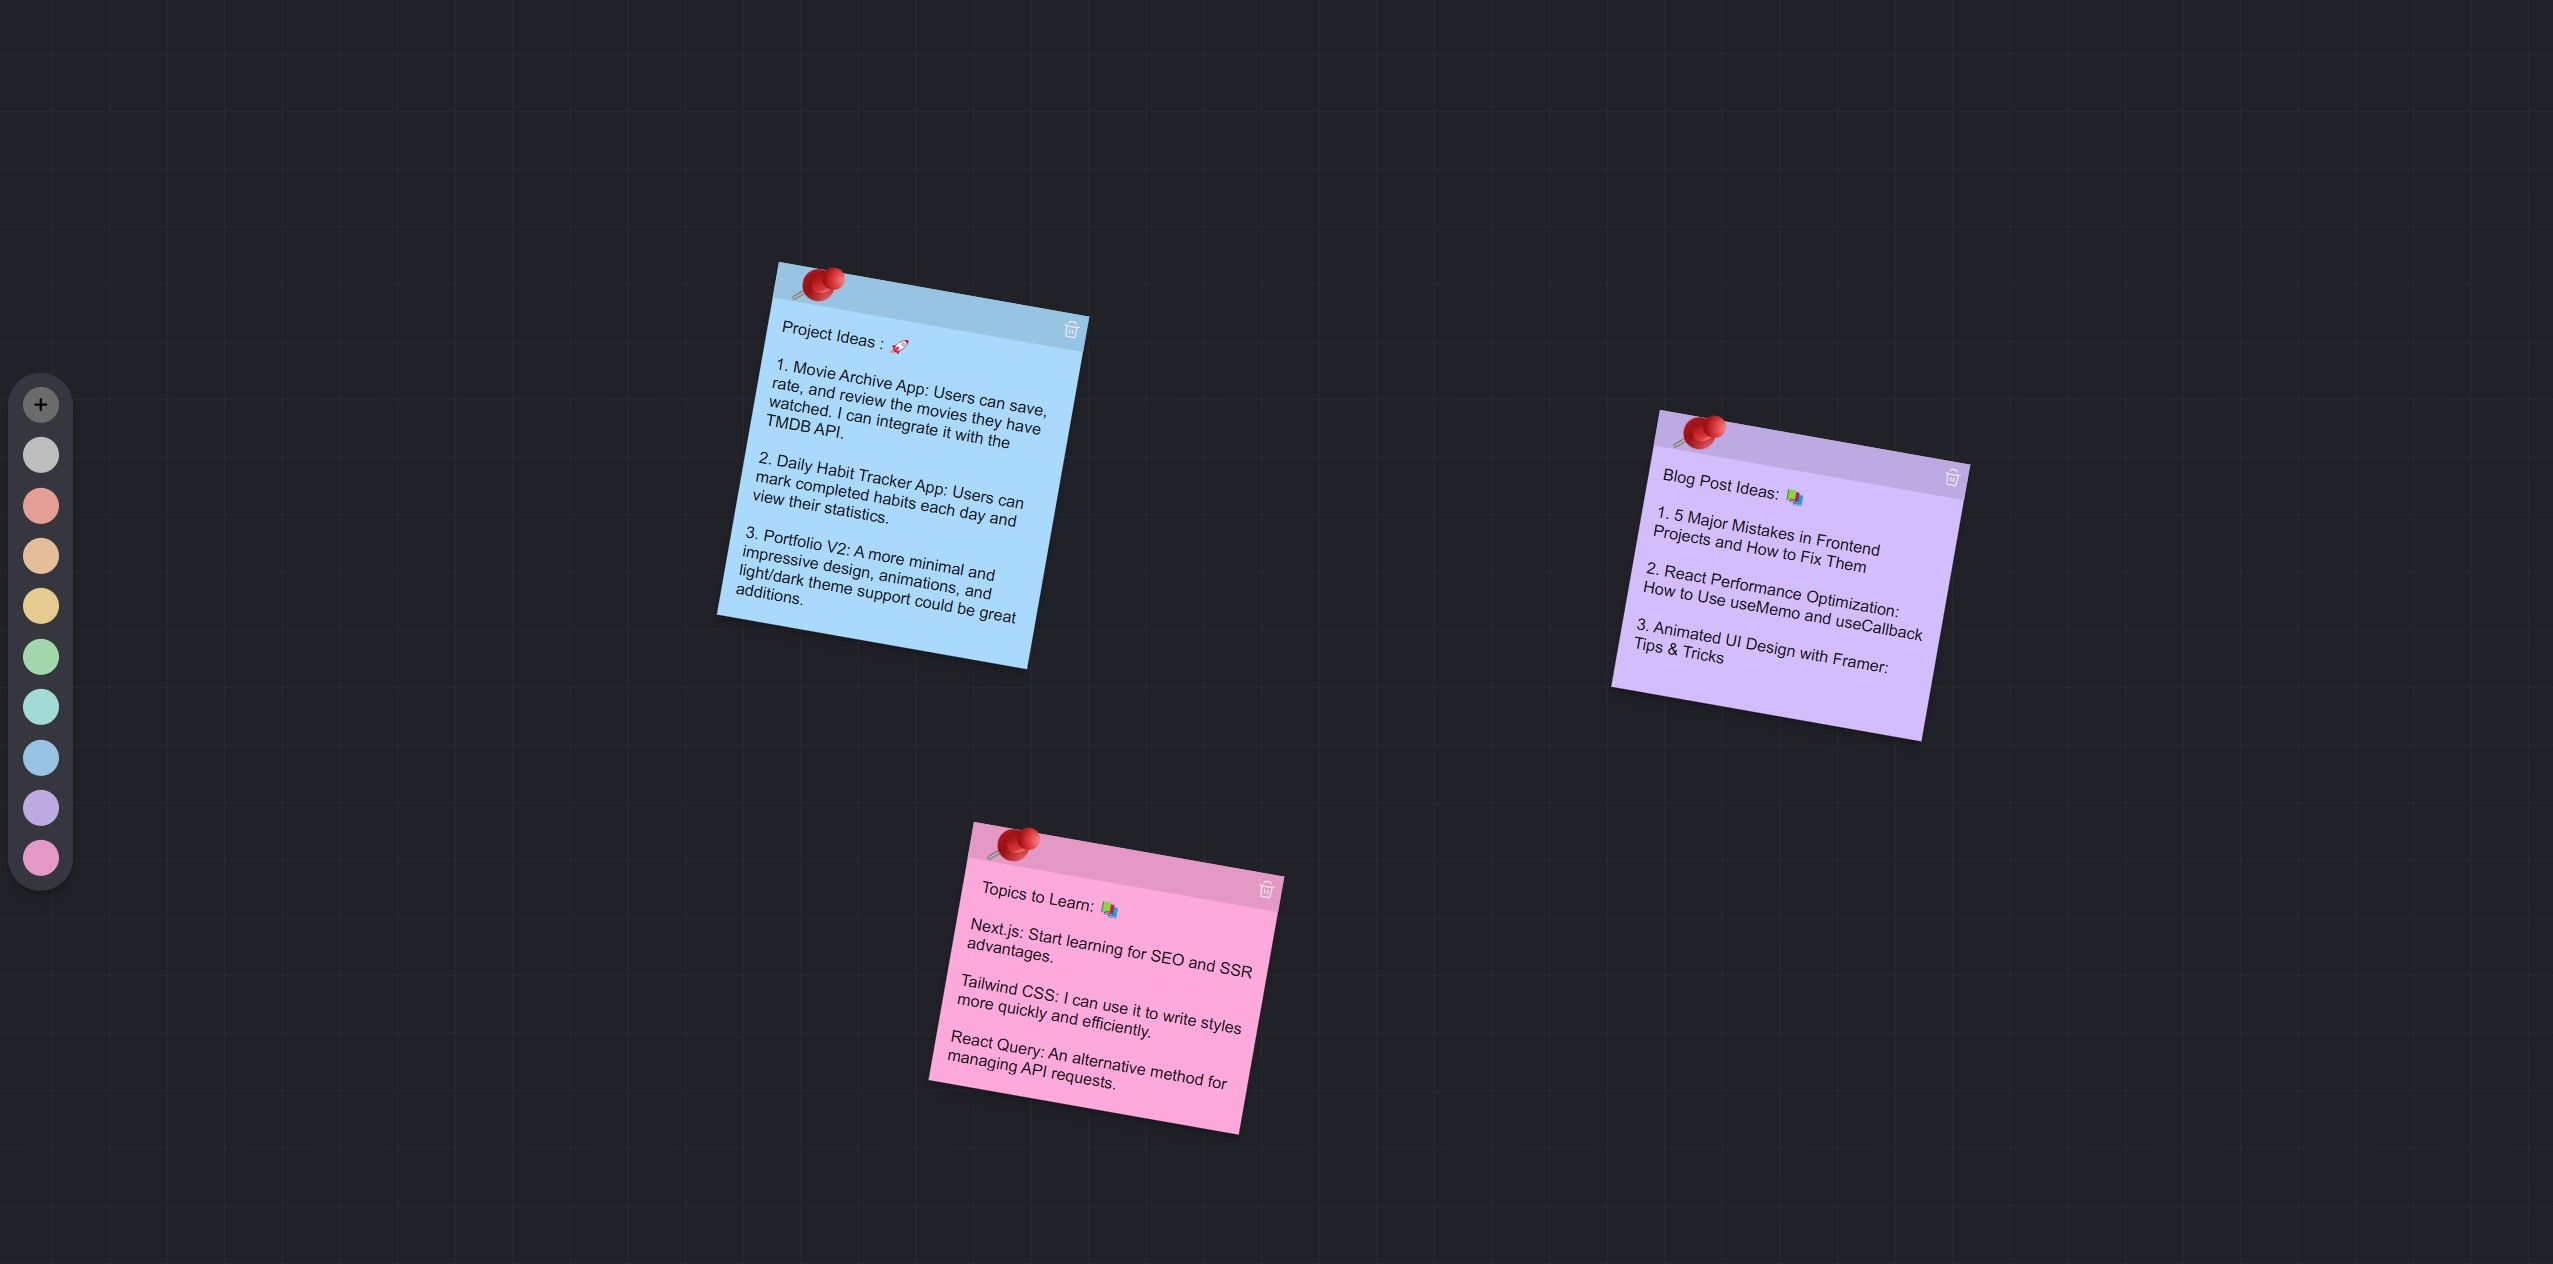 Project Ideas : 🚀
1. Movie Archive App: Users can save,
rate, and review the movies they have
watched. I can integrate it with the
TMDB API.
2. Daily Habit Tracker App: Users can
mark completed habits each day and
view their statistics.
3. Portfolio V2: A more minimal and
impressive design, animations, and
light/dark theme support could be great
additions.
Blog Post Ideas: 📚
1. 5 Major Mistakes in Frontend
Projects and How to Fix Them
2. React Performance Optimization:
How to Use useMemo and useCallback
3. Animated UI Design with Framer:
Tips & Tricks
Topics to Learn: 📚
Next.js: Start learning for SEO and SSR
advantages.
Tailwind CSS: I can use it to write styles
more quickly and efficiently.
React Query: An alternative method for
managing API requests.